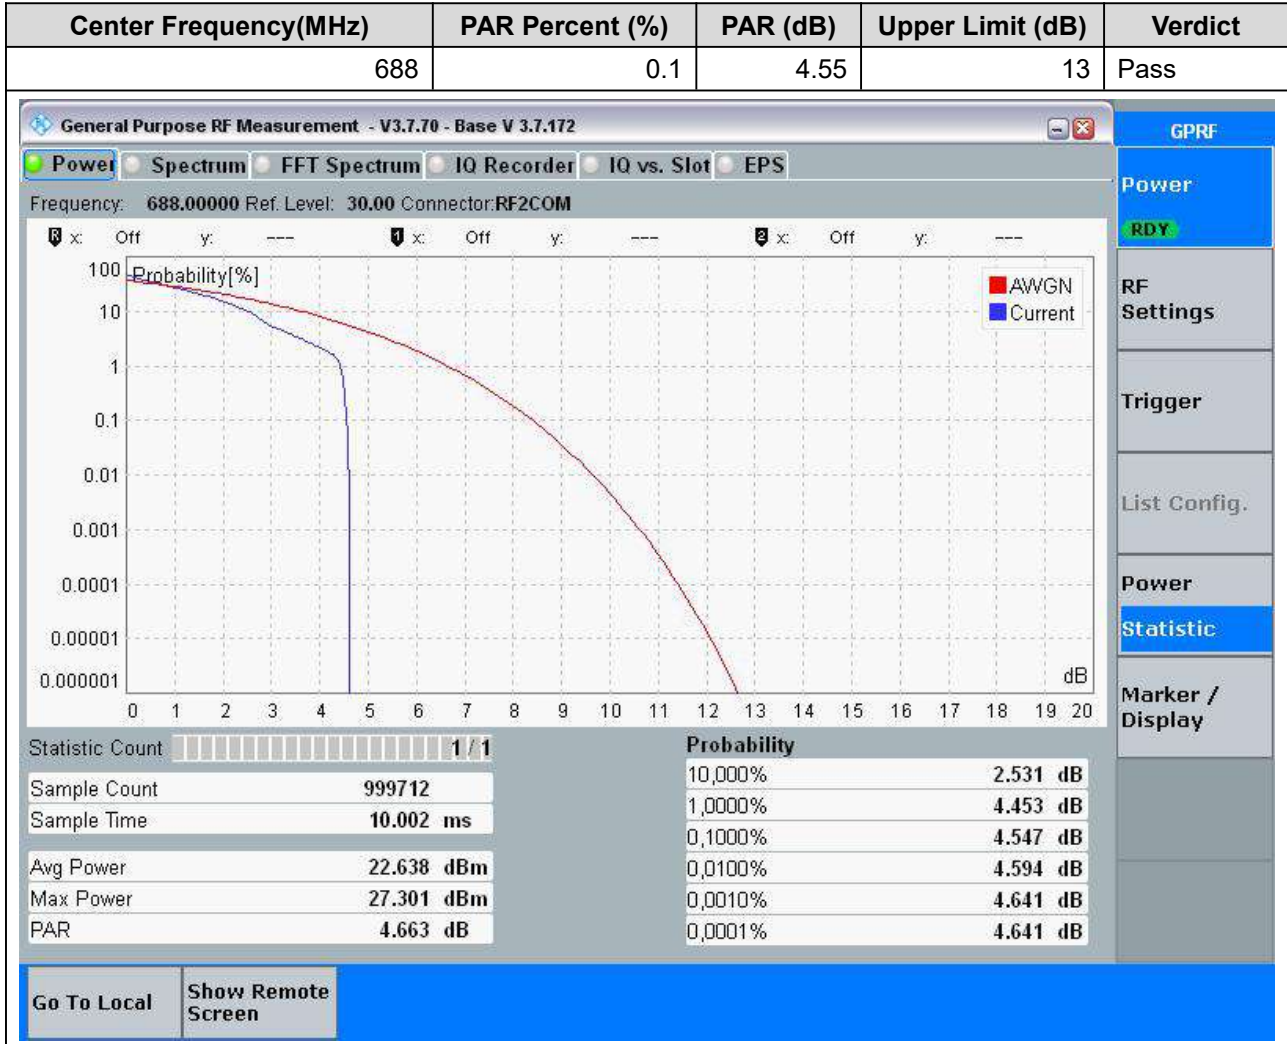 Center Frequency(MHz) PAR Percent (%) PAR (dB) Upper Limit (dB) Verdict
688 0.1 4.55 13 Pass
General Purpose RF Measurement - V3.7.70 - Base V 3.7.172
GPRF
Power Spectrum FFT Spectrum IQ Recorder IQ vs. Slot EPS
Frequency: 688.00000 Ref. Level: 30.00 Connector:RF2COM
R x: Off y: --- 1 x: Off y: --- 2 x: Off y: ---
Probability[%]
AWGN
Current
100
10
1
0.1
0.01
0.001
0.0001
0.00001
0.000001
dB
0 1 2 3 4 5 6 7 8 9 10 11 12 13 14 15 16 17 18 19 20
Statistic Count 1 / 1
Sample Count 999712
Sample Time 10.002 ms
Avg Power 22.638 dBm
Max Power 27.301 dBm
PAR 4.663 dB
Probability
10,000% 2.531 dB
1,0000% 4.453 dB
0,1000% 4.547 dB
0,0100% 4.594 dB
0,0010% 4.641 dB
0,0001% 4.641 dB
Power
RDY
RF
Settings
Trigger
List Config.
Power
Statistic
Marker /
Display
Go To Local
Show Remote
Screen